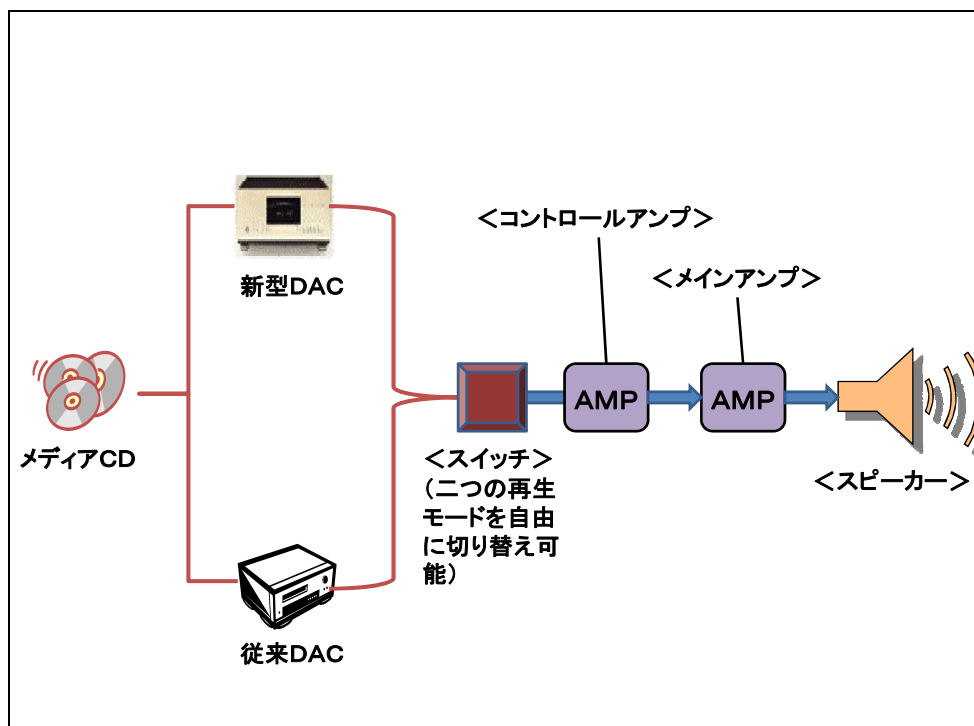 ＜コントロールアンプ＞
＜メインアンプ＞
新型DAC
AMP
AMP
メディアCD
＜スイッチ＞
（二つの再生
モードを自由
に切り替え可
能）
＜スピーカー＞
従来DAC